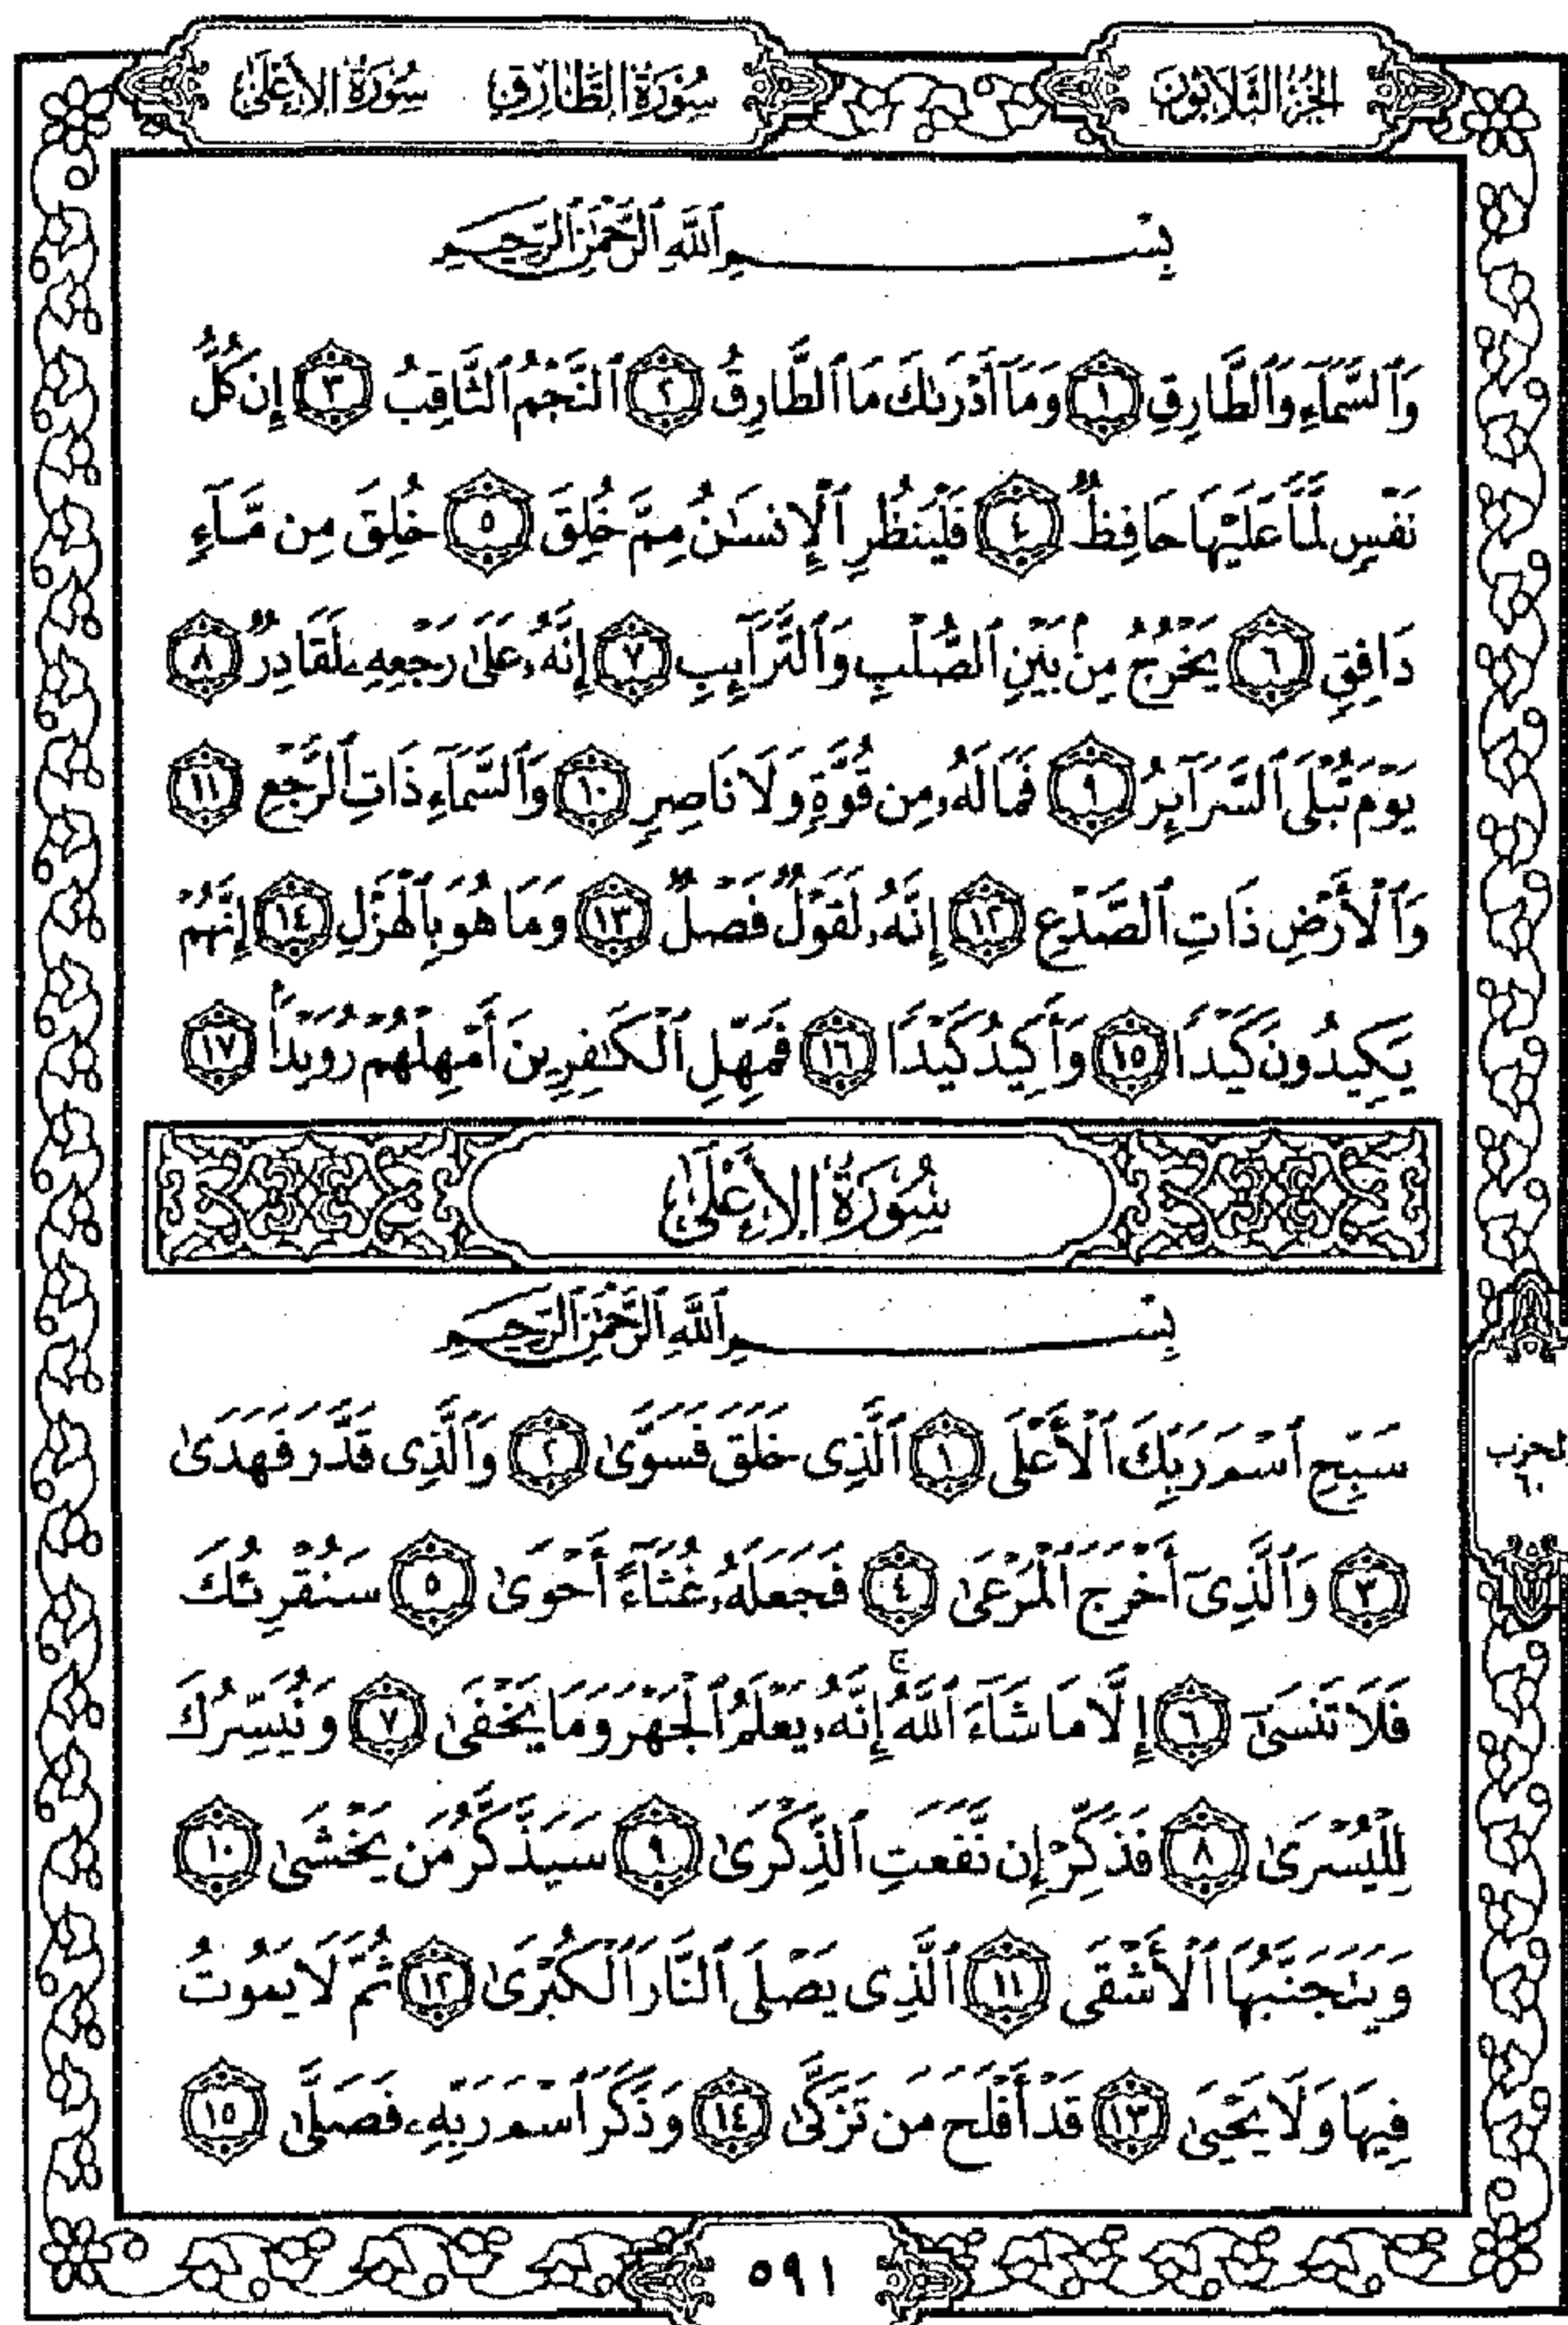 الجزء الثلاثون
سورة الطارق سورة الأعلى
بِسْمِ ٱللَّهِ ٱلرَّحْمَٰنِ ٱلرَّحِيمِ
وَٱلسَّمَآءِ وَٱلطَّارِقِ ١ وَمَآ أَدْرَىٰكَ مَا ٱلطَّارِقُ ٢ ٱلنَّجْمُ ٱلثَّاقِبُ ٣ إِن كُلُّ
نَفْسٍ لَّمَّا عَلَيْهَا حَافِظٌ ٤ فَلْيَنظُرِ ٱلْإِنسَٰنُ مِمَّ خُلِقَ ٥ خُلِقَ مِن مَّآءٍ
دَافِقٍ ٦ يَخْرُجُ مِنۢ بَيْنِ ٱلصُّلْبِ وَٱلتَّرَآئِبِ ٧ إِنَّهُۥ عَلَىٰ رَجْعِهِۦ لَقَادِرٌ ٨
يَوْمَ تُبْلَى ٱلسَّرَآئِرُ ٩ فَمَا لَهُۥ مِن قُوَّةٍ وَلَا نَاصِرٍ ١٠ وَٱلسَّمَآءِ ذَاتِ ٱلرَّجْعِ ١١
وَٱلْأَرْضِ ذَاتِ ٱلصَّدْعِ ١٢ إِنَّهُۥ لَقَوْلٌ فَصْلٌ ١٣ وَمَا هُوَ بِٱلْهَزْلِ ١٤ إِنَّهُمْ
يَكِيدُونَ كَيْدًا ١٥ وَأَكِيدُ كَيْدًا ١٦ فَمَهِّلِ ٱلْكَٰفِرِينَ أَمْهِلْهُمْ رُوَيْدًۢا ١٧
سُورَةُ الأَعْلَىٰ
بِسْمِ ٱللَّهِ ٱلرَّحْمَٰنِ ٱلرَّحِيمِ
سَبِّحِ ٱسْمَ رَبِّكَ ٱلْأَعْلَى ١ ٱلَّذِى خَلَقَ فَسَوَّىٰ ٢ وَٱلَّذِى قَدَّرَ فَهَدَىٰ
٣ وَٱلَّذِىٓ أَخْرَجَ ٱلْمَرْعَىٰ ٤ فَجَعَلَهُۥ غُثَآءً أَحْوَىٰ ٥ سَنُقْرِئُكَ
فَلَا تَنسَىٰٓ ٦ إِلَّا مَا شَآءَ ٱللَّهُ ۚ إِنَّهُۥ يَعْلَمُ ٱلْجَهْرَ وَمَا يَخْفَىٰ ٧ وَنُيَسِّرُكَ
لِلْيُسْرَىٰ ٨ فَذَكِّرْ إِن نَّفَعَتِ ٱلذِّكْرَىٰ ٩ سَيَذَّكَّرُ مَن يَخْشَىٰ ١٠
وَيَتَجَنَّبُهَا ٱلْأَشْقَى ١١ ٱلَّذِى يَصْلَى ٱلنَّارَ ٱلْكُبْرَىٰ ١٢ ثُمَّ لَا يَمُوتُ
فِيهَا وَلَا يَحْيَىٰ ١٣ قَدْ أَفْلَحَ مَن تَزَكَّىٰ ١٤ وَذَكَرَ ٱسْمَ رَبِّهِۦ فَصَلَّىٰ ١٥
الحزب
٦٠
٥٩١